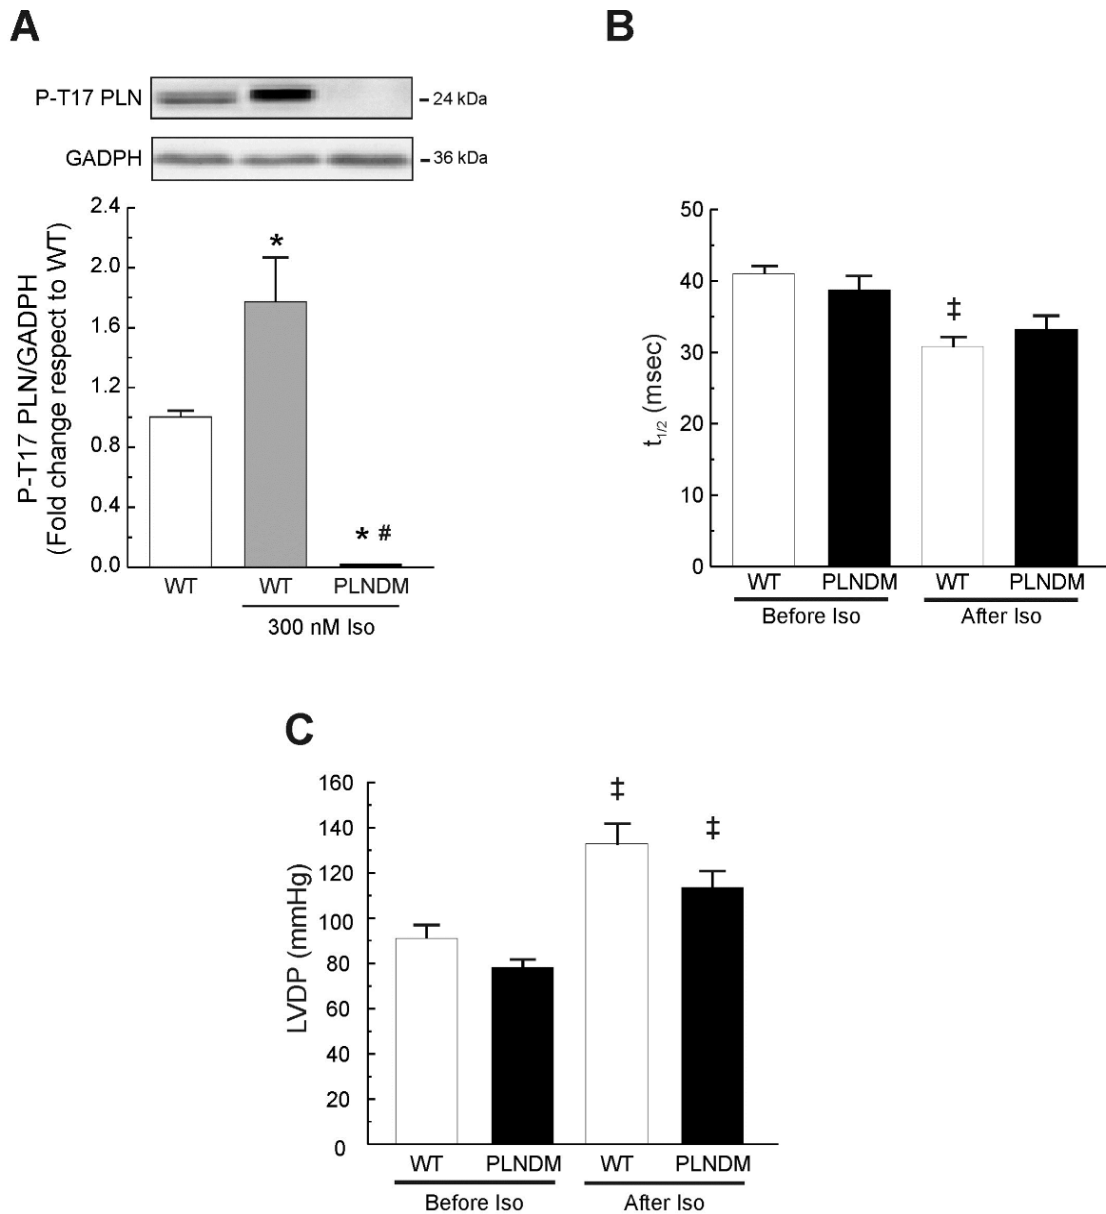 A
P-T17 PLN
24 kDa
GADPH
36 kDa
P-T17 PLN/GADPH
(Fold change respect to WT)
2.4
2.0
1.6
1.2
0.8
0.4
0.0
*
* #
WT
WT
PLNDM
300 nM Iso
B
t1/2 (msec)
50
40
30
20
10
0
‡
WT
PLNDM
WT
PLNDM
Before Iso
After Iso
C
LVDP (mmHg)
160
140
120
100
80
60
40
20
0
‡
‡
WT
PLNDM
WT
PLNDM
Before Iso
After Iso